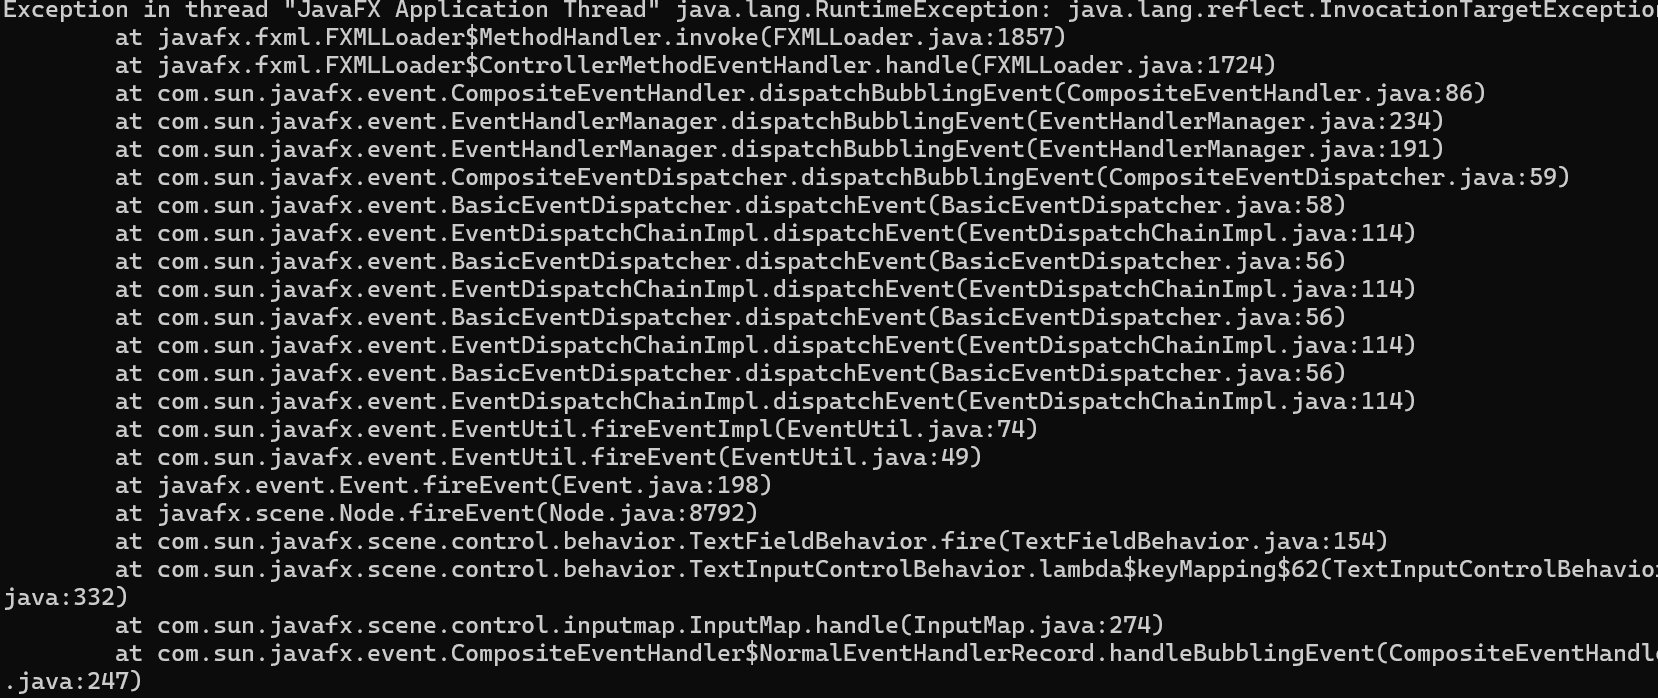 Exception in thread "JavaFX Application Thread" java.lang.RuntimeException: java.lang.reflect.InvocationTargetException
at javafx.fxml.FXMLLoader$MethodHandler.invoke(FXMLLoader.java:1857)
at javafx.fxml.FXMLLoader$ControllerMethodEventHandler.handle(FXMLLoader.java:1724)
at com.sun.javafx.event.CompositeEventHandler.dispatchBubblingEvent(CompositeEventHandler.java:86)
at com.sun.javafx.event.EventHandlerManager.dispatchBubblingEvent(EventHandlerManager.java:234)
at com.sun.javafx.event.EventHandlerManager.dispatchBubblingEvent(EventHandlerManager.java:191)
at com.sun.javafx.event.CompositeEventDispatcher.dispatchBubblingEvent(CompositeEventDispatcher.java:59)
at com.sun.javafx.event.BasicEventDispatcher.dispatchEvent(BasicEventDispatcher.java:58)
at com.sun.javafx.event.EventDispatchChainImpl.dispatchEvent(EventDispatchChainImpl.java:114)
at com.sun.javafx.event.BasicEventDispatcher.dispatchEvent(BasicEventDispatcher.java:56)
at com.sun.javafx.event.EventDispatchChainImpl.dispatchEvent(EventDispatchChainImpl.java:114)
at com.sun.javafx.event.BasicEventDispatcher.dispatchEvent(BasicEventDispatcher.java:56)
at com.sun.javafx.event.EventDispatchChainImpl.dispatchEvent(EventDispatchChainImpl.java:114)
at com.sun.javafx.event.BasicEventDispatcher.dispatchEvent(BasicEventDispatcher.java:56)
at com.sun.javafx.event.EventDispatchChainImpl.dispatchEvent(EventDispatchChainImpl.java:114)
at com.sun.javafx.event.EventUtil.fireEventImpl(EventUtil.java:74)
at com.sun.javafx.event.EventUtil.fireEvent(EventUtil.java:49)
at javafx.event.Event.fireEvent(Event.java:198)
at javafx.scene.Node.fireEvent(Node.java:8792)
at com.sun.javafx.scene.control.behavior.TextFieldBehavior.fire(TextFieldBehavior.java:154)
at com.sun.javafx.scene.control.behavior.TextInputControlBehavior.lambda$keyMapping$62(TextInputControlBehavior
java:332)
at com.sun.javafx.scene.control.inputmap.InputMap.handle(InputMap.java:274)
at com.sun.javafx.event.CompositeEventHandler$NormalEventHandlerRecord.handleBubblingEvent(CompositeEventHandle
.java:247)